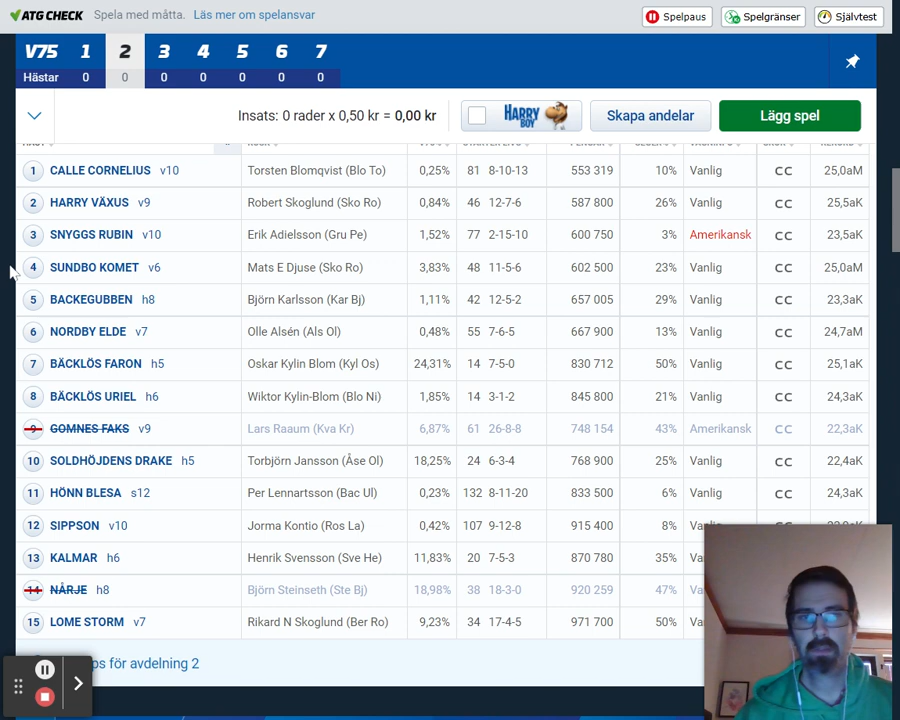 ATG CHECK Spela med måtta. Läs mer om spelansvar Spelpaus Spelgränser Självtest
V75 1 2 3 4 5 6 7
Hästar 0 0 0 0 0 0 0
Insats: 0 rader x 0,50 kr = 0,00 kr HARRY BOY Skapa andelar Lägg spel
1 CALLE CORNELIUS v10 Torsten Blomqvist (Blo To) 0,25% 81 8-10-13 553 319 10% Vanlig CC 25,0aM
2 HARRY VÄXUS v9 Robert Skoglund (Sko Ro) 0,84% 46 12-7-6 587 800 26% Vanlig CC 25,5aK
3 SNYGGS RUBIN v10 Erik Adielsson (Gru Pe) 1,52% 77 2-15-10 600 750 3% Amerikansk CC 23,5aK
4 SUNDBO KOMET v6 Mats E Djuse (Sko Ro) 3,83% 48 11-5-6 602 500 23% Vanlig CC 25,0aM
5 BACKEGUBBEN h8 Björn Karlsson (Kar Bj) 1,11% 42 12-5-2 657 005 29% Vanlig CC 23,3aK
6 NORDBY ELDE v7 Olle Alsén (Als Ol) 0,48% 55 7-6-5 667 900 13% Vanlig CC 24,7aM
7 BÄCKLÖS FARON h5 Oskar Kylin Blom (Kyl Os) 24,31% 14 7-5-0 830 712 50% Vanlig CC 25,1aK
8 BÄCKLÖS URIEL h6 Wiktor Kylin-Blom (Blo Ni) 1,85% 14 3-1-2 845 800 21% Vanlig CC 24,3aK
9 GOMNES FAKS v9 Lars Raaum (Kva Kr) 6,87% 61 26-8-8 748 154 43% Amerikansk CC 22,3aK
10 SOLDHÖJDENS DRAKE h5 Torbjörn Jansson (Åse Ol) 18,25% 24 6-3-4 768 900 25% Vanlig CC 22,4aK
11 HÖNN BLESA s12 Per Lennartsson (Bac Ul) 0,23% 132 8-11-20 833 500 6% Vanlig CC 24,3aK
12 SIPPSON v10 Jorma Kontio (Ros La) 0,42% 107 9-12-8 915 400 8%
13 KALMAR h6 Henrik Svensson (Sve He) 11,83% 20 7-5-3 870 780 35%
14 NÅRJE h8 Björn Steinseth (Ste Bj) 18,98% 38 18-3-0 920 259 47%
15 LOME STORM v7 Rikard N Skoglund (Ber Ro) 9,23% 34 17-4-5 971 700 50%
för avdelning 2